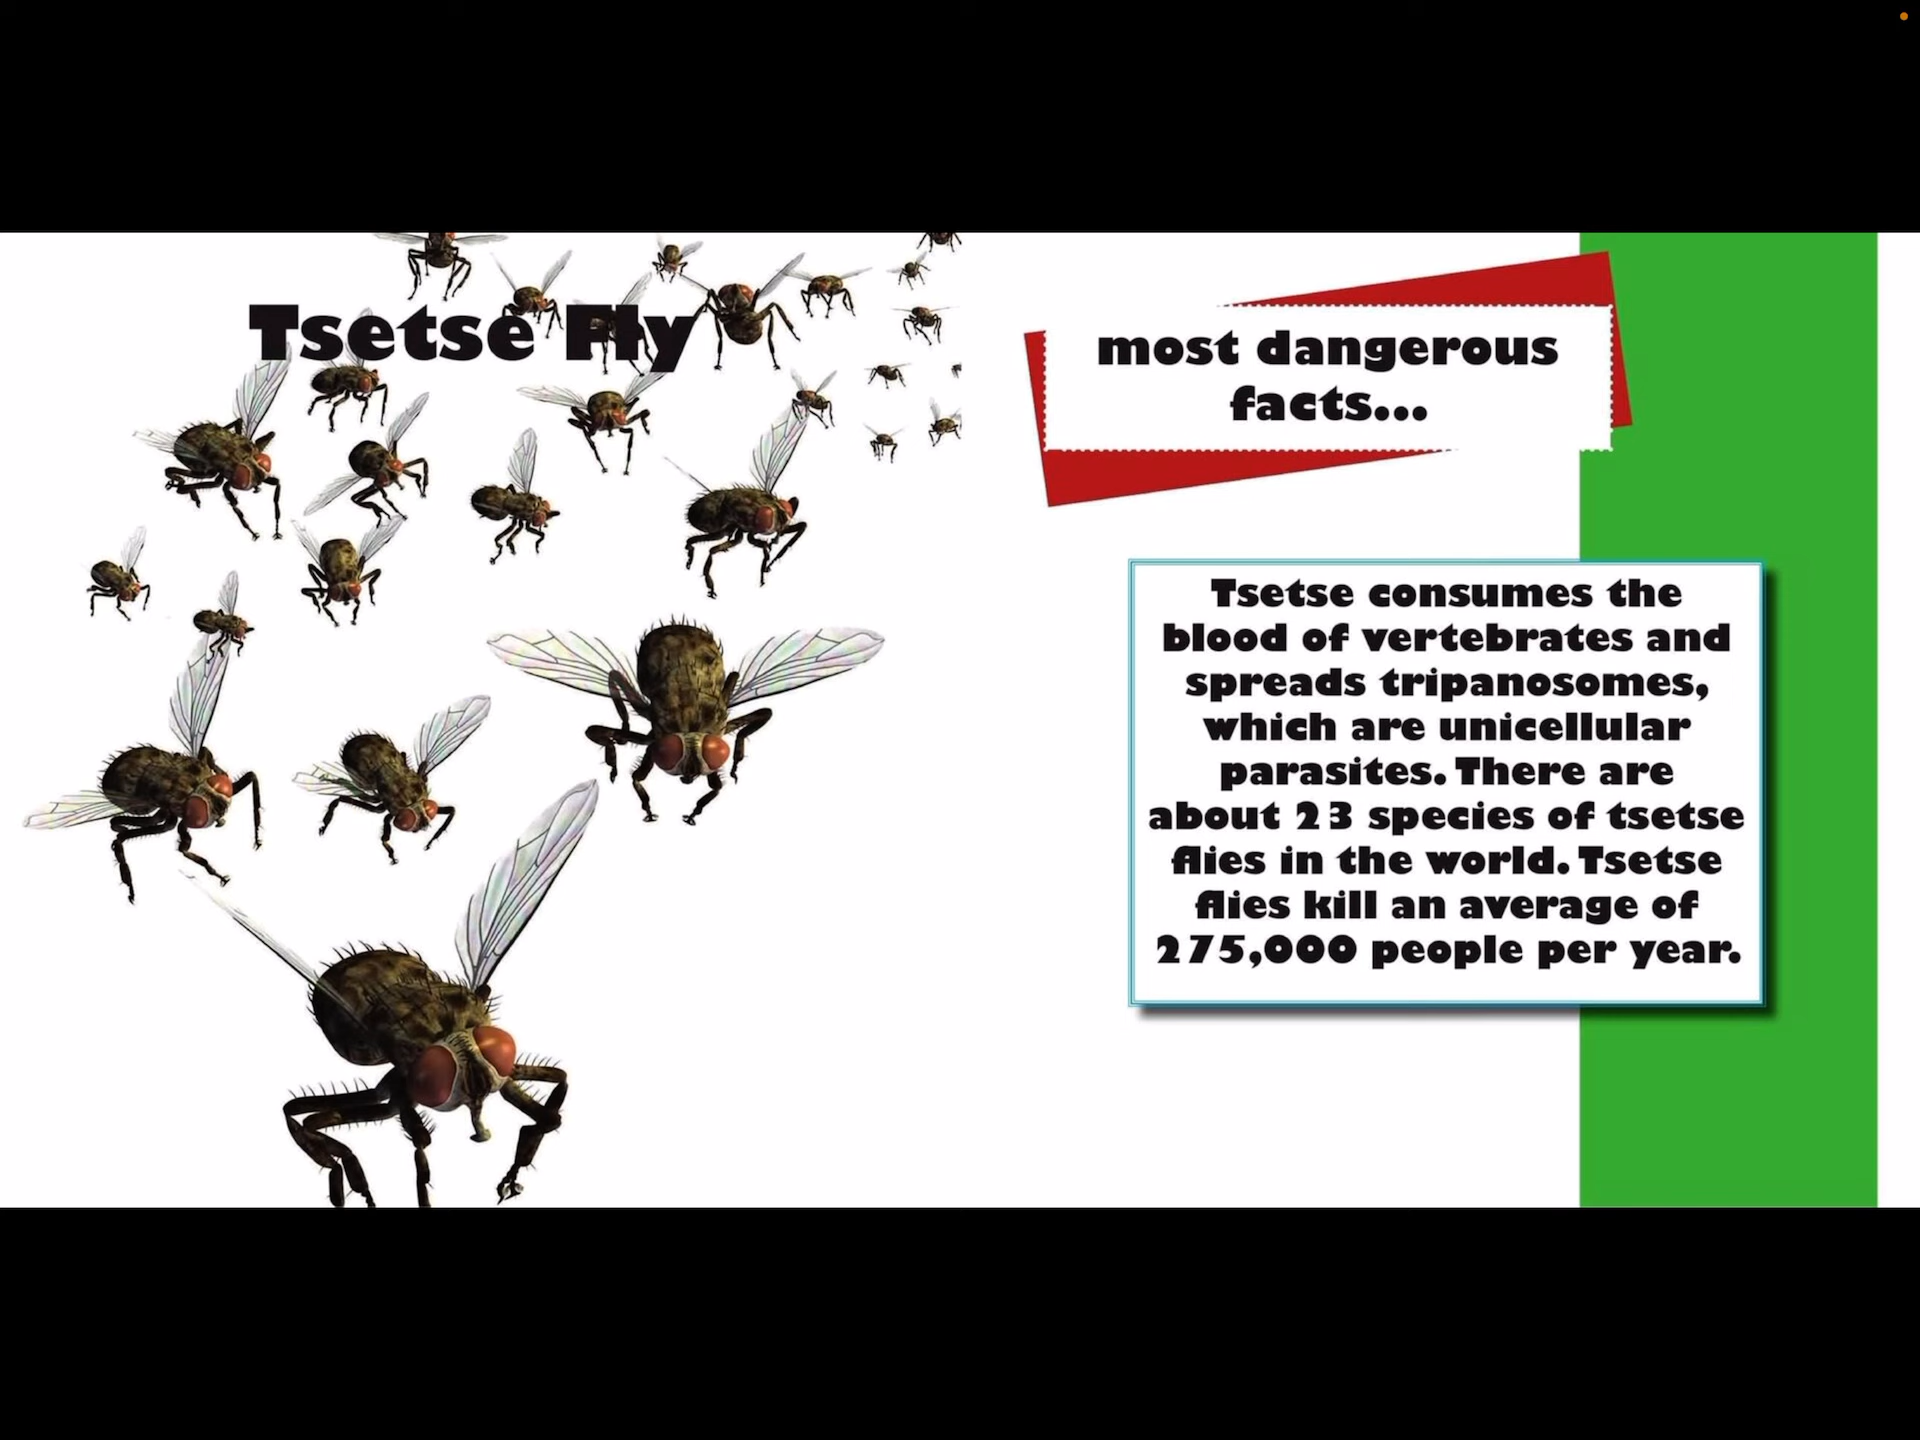 Tsetse Fly
most dangerous
facts...
Tsetse consumes the
blood of vertebrates and
spreads tripanosomes,
which are unicellular
parasites. There are
about 23 species of tsetse
flies in the world. Tsetse
flies kill an average of
275,000 people per year.